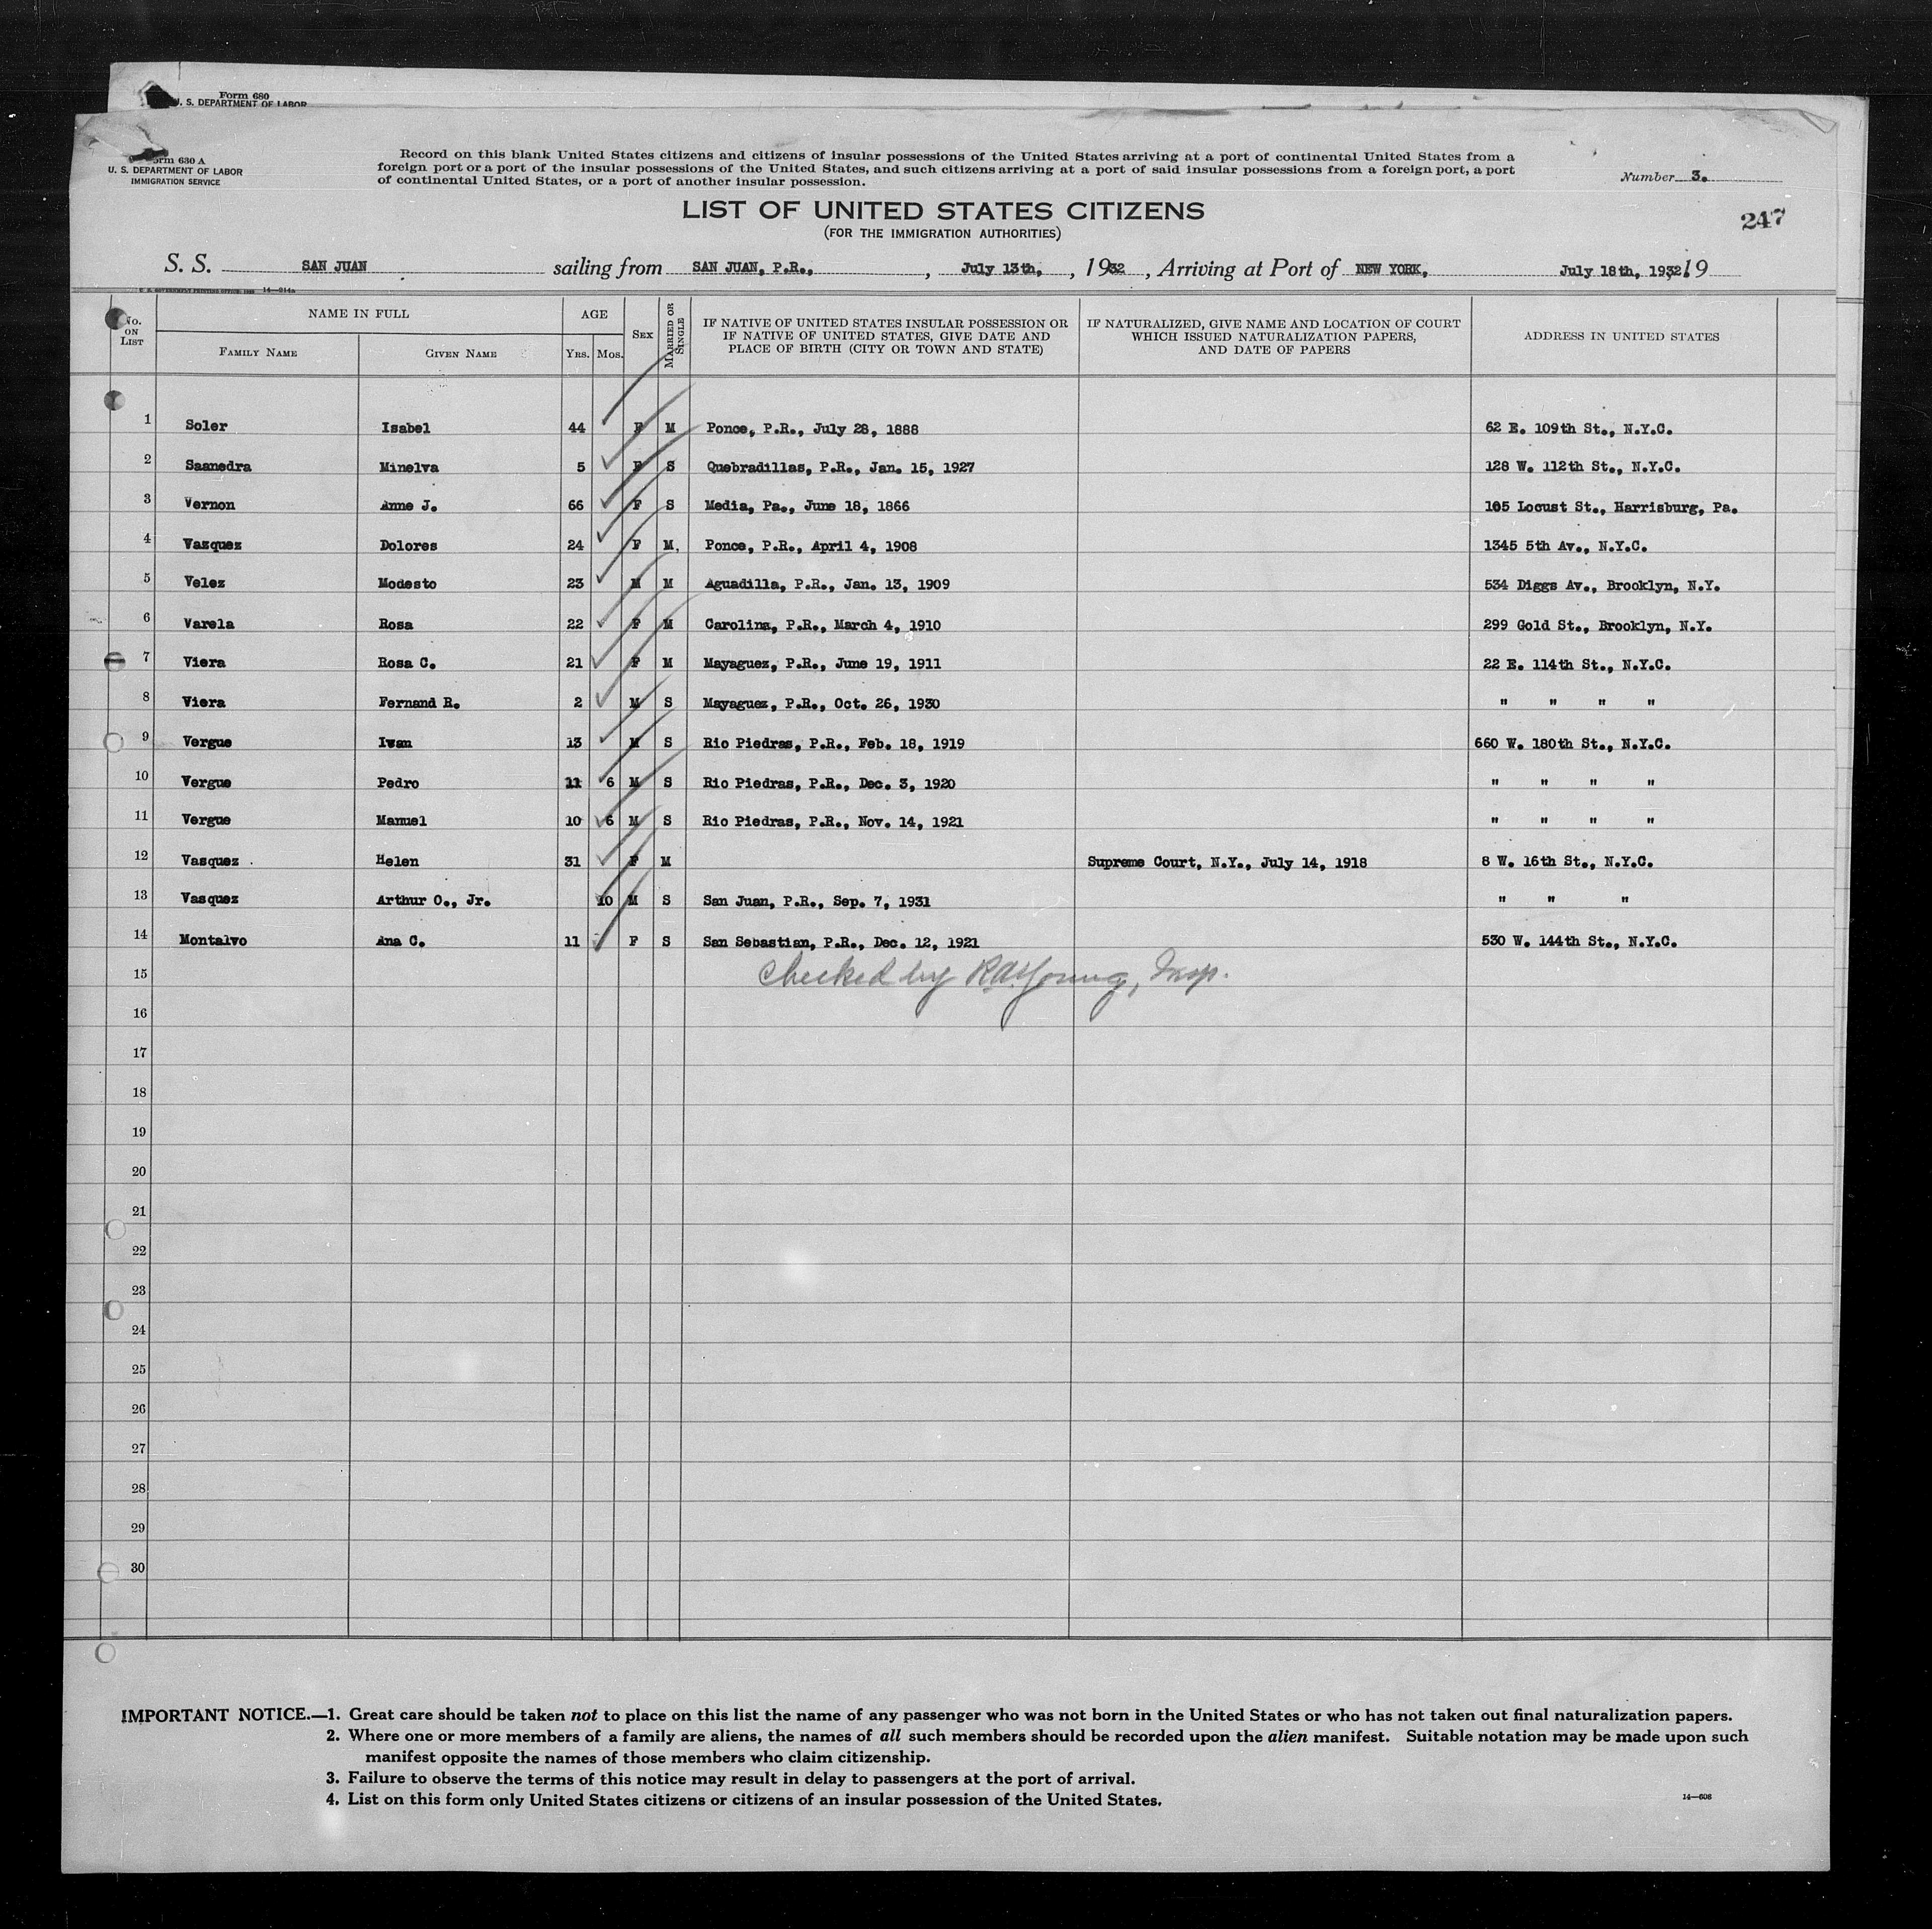 Form 680
U. S. DEPARTMENT OF LABOR
Form 630 A
U. S. DEPARTMENT OF LABOR
IMMIGRATION SERVICE
Record on this blank United States citizens and citizens of insular possessions of the United States arriving at a port of continental United States from a
foreign port or a port of the insular possessions of the United States, and such citizens arriving at a port of said insular possessions from a foreign port, a port
of continental United States, or a port of another insular possession.
Number 3.
LIST OF UNITED STATES CITIZENS
(FOR THE IMMIGRATION AUTHORITIES)
247
S. S. SAN JUAN sailing from SAN JUAN, P.R., , July 13th, , 1932 , Arriving at Port of NEW YORK, July 18th, 1932. 19
No. ON LIST
NAME IN FULL
FAMILY NAME
GIVEN NAME
AGE
YRS. MOS.
SEX
MARRIED OR SINGLE
IF NATIVE OF UNITED STATES INSULAR POSSESSION OR
IF NATIVE OF UNITED STATES, GIVE DATE AND
PLACE OF BIRTH (CITY OR TOWN AND STATE)
IF NATURALIZED, GIVE NAME AND LOCATION OF COURT
WHICH ISSUED NATURALIZATION PAPERS,
AND DATE OF PAPERS
ADDRESS IN UNITED STATES
1 Soler Isabel 44 F M Ponce, P.R., July 28, 1888 62 E. 109th St., N.Y.C.
2 Saanedra Minelva 5 F S Quebradillas, P.R., Jan. 15, 1927 128 W. 112th St., N.Y.C.
3 Vernon Anne J. 66 F S Media, Pa., June 18, 1866 105 Locust St., Harrisburg, Pa.
4 Vazquez Dolores 24 F M. Ponce, P.R., April 4, 1908 1345 5th Av., N.Y.C.
5 Velez Modesto 23 M M Aguadilla, P.R., Jan. 13, 1909 534 Diggs Av., Brooklyn, N.Y.
6 Varela Rosa 22 F M Carolina, P.R., March 4, 1910 299 Gold St., Brooklyn, N.Y.
7 Viera Rosa C. 21 F M Mayaguez, P.R., June 19, 1911 22 E. 114th St., N.Y.C.
8 Viera Fernand R. 2 M S Mayaguez, P.R., Oct. 26, 1930 " " " "
9 Vergue Iwan 13 M S Rio Piedras, P.R., Feb. 18, 1919 660 W. 180th St., N.Y.C.
10 Vergue Pedro 11 6 M S Rio Piedras, P.R., Dec. 3, 1920 " " " "
11 Vergue Manuel 10 6 M S Rio Piedras, P.R., Nov. 14, 1921 " " " "
12 Vasquez Helen 31 F M Supreme Court, N.Y., July 14, 1918 8 W. 16th St., N.Y.C.
13 Vasquez Arthur O., Jr. 10 M S San Juan, P.R., Sep. 7, 1931 " " "
14 Montalvo Ana C. 11 F S San Sebastian, P.R., Dec. 12, 1921 530 W. 144th St., N.Y.C.
15 Checked by R.A. Young, Insp.
16
17
18
19
20
21
22
23
24
25
26
27
28
29
30
IMPORTANT NOTICE.—1. Great care should be taken not to place on this list the name of any passenger who was not born in the United States or who has not taken out final naturalization papers.
2. Where one or more members of a family are aliens, the names of all such members should be recorded upon the alien manifest. Suitable notation may be made upon such
manifest opposite the names of those members who claim citizenship.
3. Failure to observe the terms of this notice may result in delay to passengers at the port of arrival.
4. List on this form only United States citizens or citizens of an insular possession of the United States.
14—608